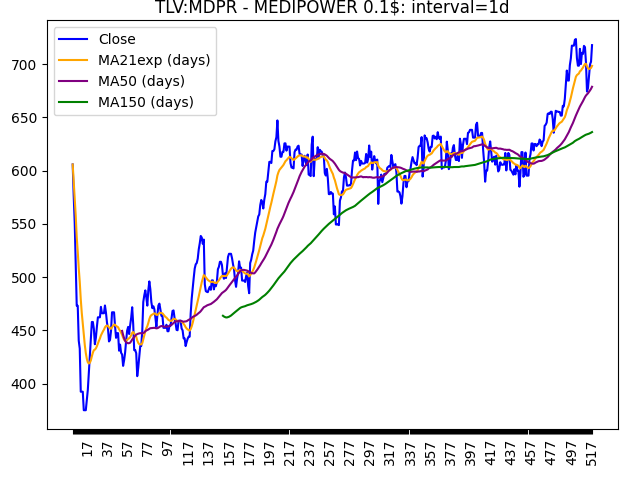 TLV:MDPR - MEDIPOWER 0.1$: interval=1d
Close
MA21exp (days)
MA50 (days)
MA150 (days)
700
650
600
550
500
450
400
17 37 57 77 97 117 137 157 177 197 217 237 257 277 297 317 337 357 377 397 417 437 457 477 497 517